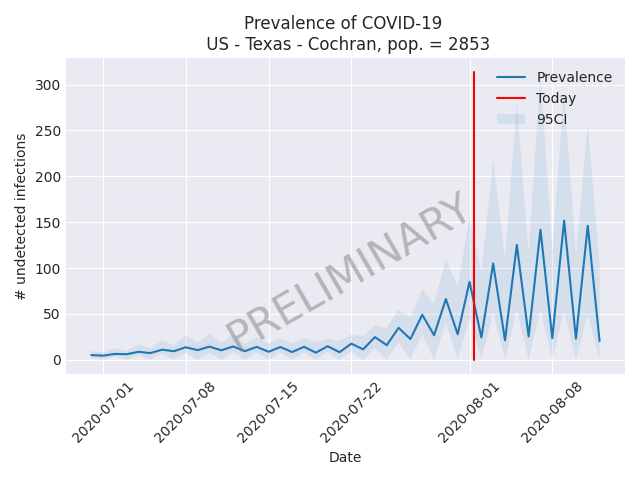 Prevalence of COVID-19
US - Texas - Cochran, pop. = 2853
Prevalence
Today
95CI
# undetected infections
300
250
200
150
100
50
0
PRELIMINARY
2020-07-01
2020-07-08
2020-07-15
2020-07-22
2020-08-01
2020-08-08
Date